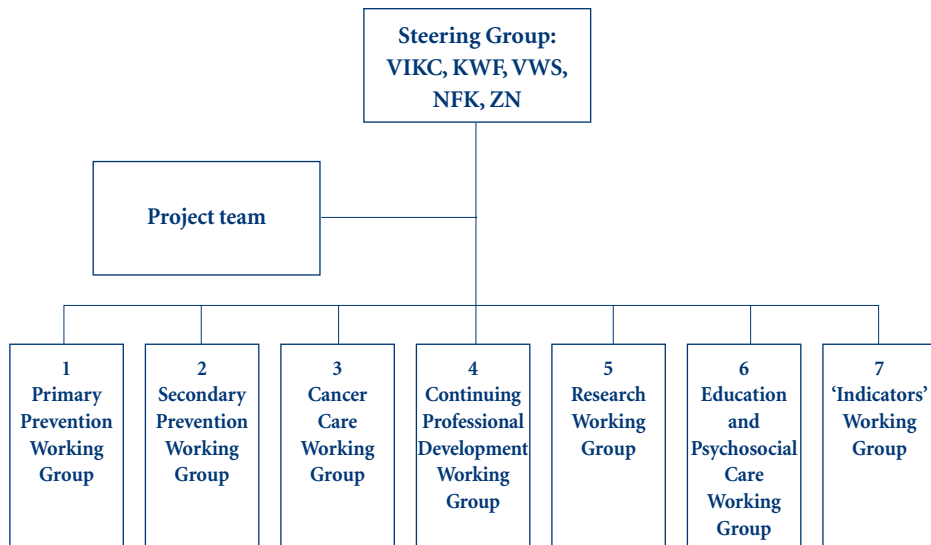 Steering Group:
VIKC, KWF, VWS,
NFK, ZN
Project team
1
Primary
Prevention
Working
Group
2
Secondary
Prevention
Working
Group
3
Cancer
Care
Working
Group
4
Continuing
Professional
Development
Working
Group
5
Research
Working
Group
6
Education
and
Psychosocial
Care
Working
Group
7
‘Indicators’
Working
Group